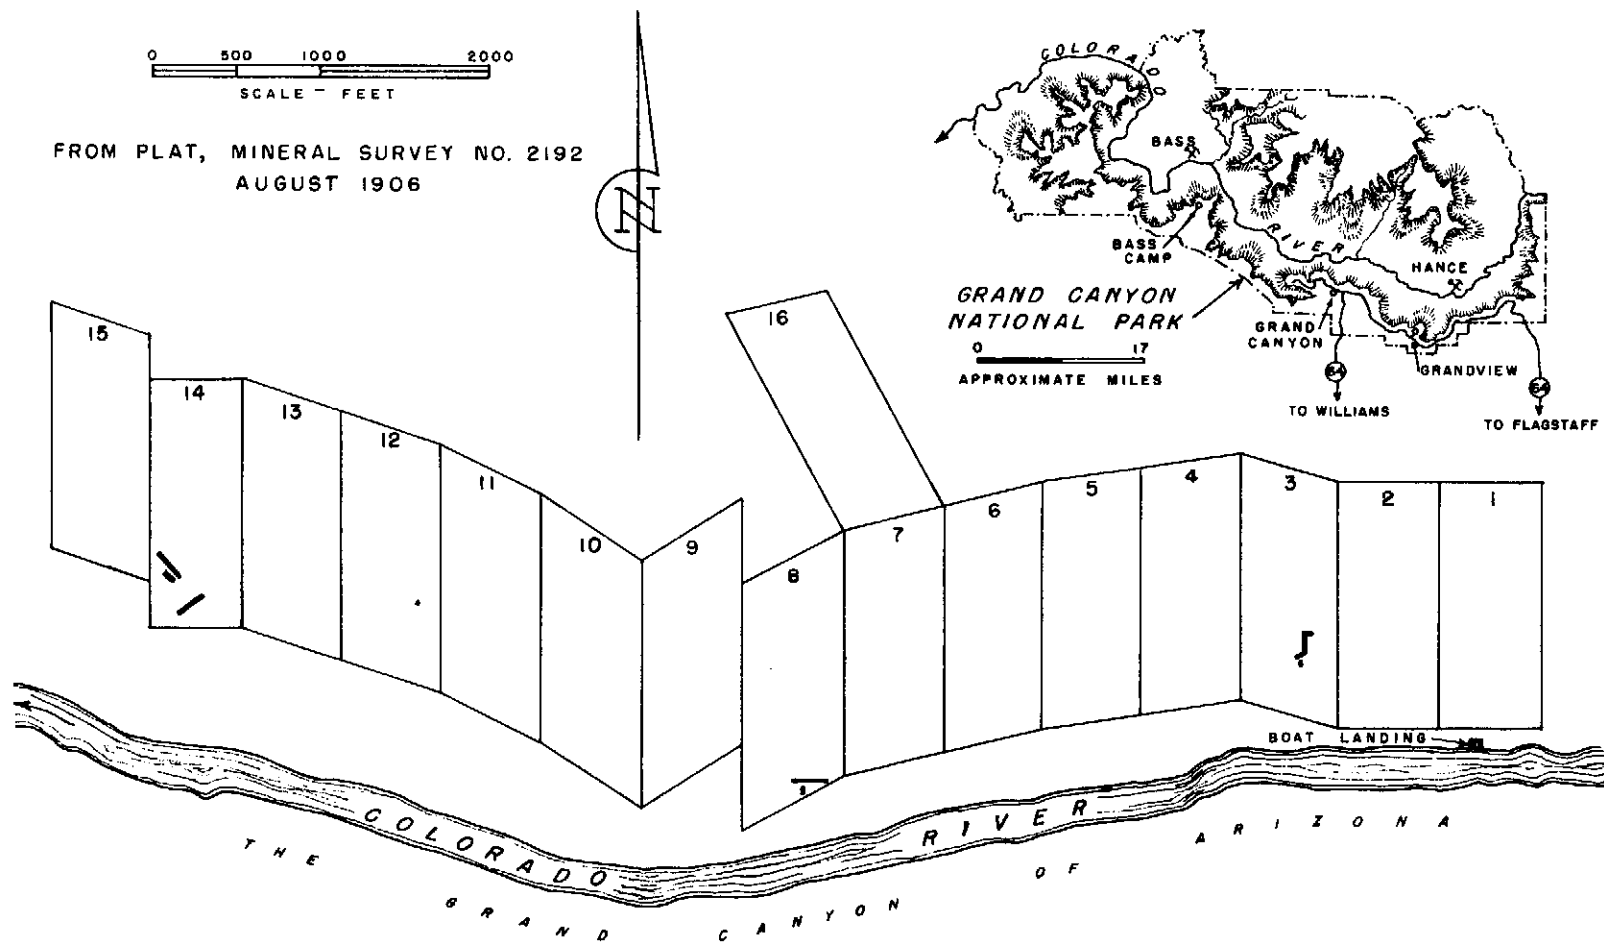 0 500 1000 2000
SCALE - FEET
FROM PLAT, MINERAL SURVEY NO. 2192
AUGUST 1906
N
COLORADO
BASS
BASS
CAMP
RIVER
HANCE
GRAND CANYON
NATIONAL PARK
0 17
APPROXIMATE MILES
GRAND
CANYON
GRANDVIEW
64
TO WILLIAMS
64
TO FLAGSTAFF
15
14
13
12
11
10
9
16
8
7
6
5
4
3
2
1
BOAT LANDING
COLORADO RIVER
THE GRAND CANYON OF ARIZONA